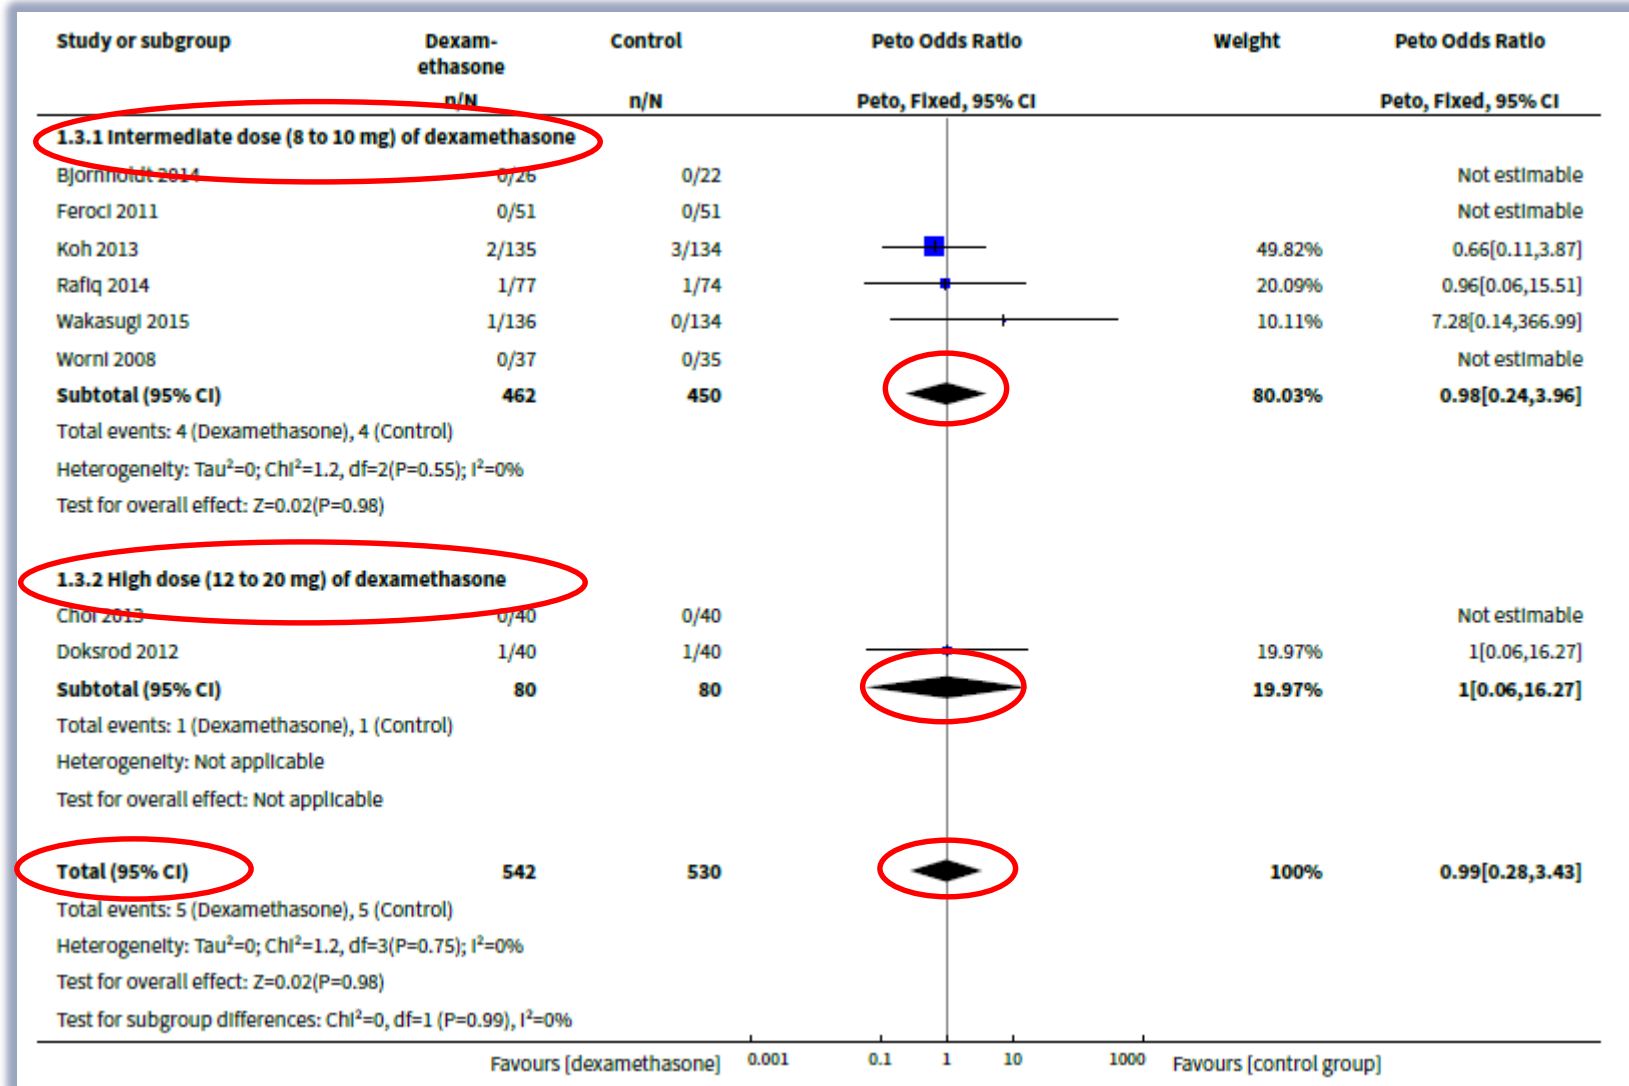 Study or subgroup Dexam-ethasone Control Peto Odds Ratio Weight Peto Odds Ratio
n/N n/N Peto, Fixed, 95% CI Peto, Fixed, 95% CI
1.3.1 Intermediate dose (8 to 10 mg) of dexamethasone
Bjornholdt 2014 0/26 0/22 Not estimable
Feroci 2011 0/51 0/51 Not estimable
Koh 2013 2/135 3/134 49.82% 0.66[0.11,3.87]
Rafiq 2014 1/77 1/74 20.09% 0.96[0.06,15.51]
Wakasugi 2015 1/136 0/134 10.11% 7.28[0.14,366.99]
Worni 2008 0/37 0/35 Not estimable
Subtotal (95% CI) 462 450 80.03% 0.98[0.24,3.96]
Total events: 4 (Dexamethasone), 4 (Control)
Heterogeneity: Tau²=0; Chi²=1.2, df=2(P=0.55); I²=0%
Test for overall effect: Z=0.02(P=0.98)
1.3.2 High dose (12 to 20 mg) of dexamethasone
Choi 2013 0/40 0/40 Not estimable
Doksrod 2012 1/40 1/40 19.97% 1[0.06,16.27]
Subtotal (95% CI) 80 80 19.97% 1[0.06,16.27]
Total events: 1 (Dexamethasone), 1 (Control)
Heterogeneity: Not applicable
Test for overall effect: Not applicable
Total (95% CI) 542 530 100% 0.99[0.28,3.43]
Total events: 5 (Dexamethasone), 5 (Control)
Heterogeneity: Tau²=0; Chi²=1.2, df=3(P=0.75); I²=0%
Test for overall effect: Z=0.02(P=0.98)
Test for subgroup differences: Chi²=0, df=1 (P=0.99), I²=0%
Favours [dexamethasone] 0.001 0.1 1 10 1000 Favours [control group]